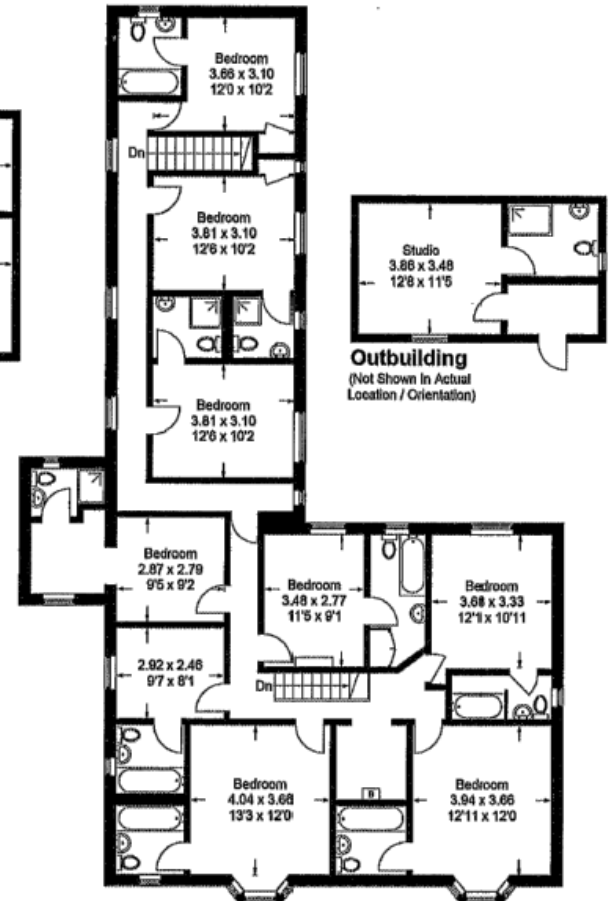 Bedroom
3.66 x 3.10
12'0 x 10'2
Dn
Bedroom
3.81 x 3.10
12'6 x 10'2
Studio
3.86 x 3.48
12'8 x 11'5
Outbuilding
(Not Shown In Actual
Location / Orientation)
Bedroom
3.81 x 3.10
12'6 x 10'2
Bedroom
2.87 x 2.79
9'5 x 9'2
Bedroom
3.48 x 2.77
11'5 x 9'1
Bedroom
3.68 x 3.33
12'1 x 10'11
2.92 x 2.46
9'7 x 8'1
Dn
Bedroom
4.04 x 3.66
13'3 x 12'0
B
Bedroom
3.94 x 3.66
12'11 x 12'0